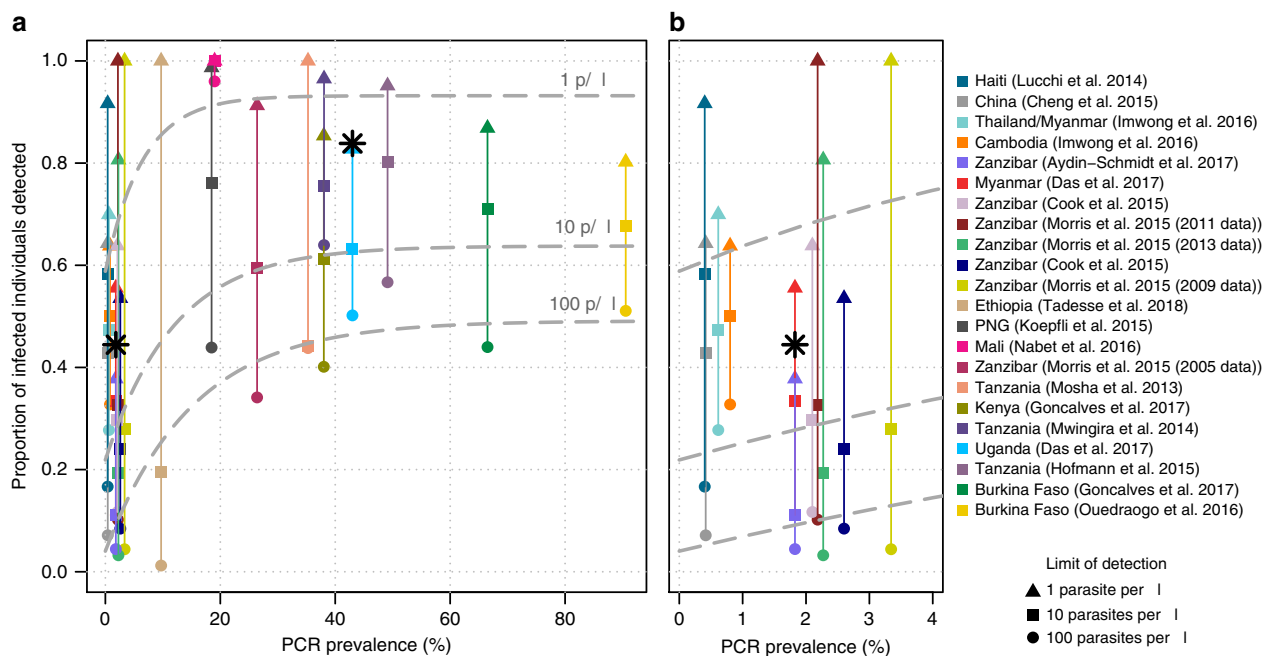 a
b
Proportion of infected individuals detected
1.0
0.8
0.6
0.4
0.2
0.0
1 p/ l
10 p/ l
100 p/ l
0
20
40
60
80
PCR prevalence (%)
0
1
2
3
4
PCR prevalence (%)
Haiti (Lucchi et al. 2014)
China (Cheng et al. 2015)
Thailand/Myanmar (Imwong et al. 2016)
Cambodia (Imwong et al. 2016)
Zanzibar (Aydin−Schmidt et al. 2017)
Myanmar (Das et al. 2017)
Zanzibar (Cook et al. 2015)
Zanzibar (Morris et al. 2015 (2011 data))
Zanzibar (Morris et al. 2015 (2013 data))
Zanzibar (Cook et al. 2015)
Zanzibar (Morris et al. 2015 (2009 data))
Ethiopia (Tadesse et al. 2018)
PNG (Koepfli et al. 2015)
Mali (Nabet et al. 2016)
Zanzibar (Morris et al. 2015 (2005 data))
Tanzania (Mosha et al. 2013)
Kenya (Goncalves et al. 2017)
Tanzania (Mwingira et al. 2014)
Uganda (Das et al. 2017)
Tanzania (Hofmann et al. 2015)
Burkina Faso (Goncalves et al. 2017)
Burkina Faso (Ouedraogo et al. 2016)
Limit of detection
1 parasite per l
10 parasites per l
100 parasites per l